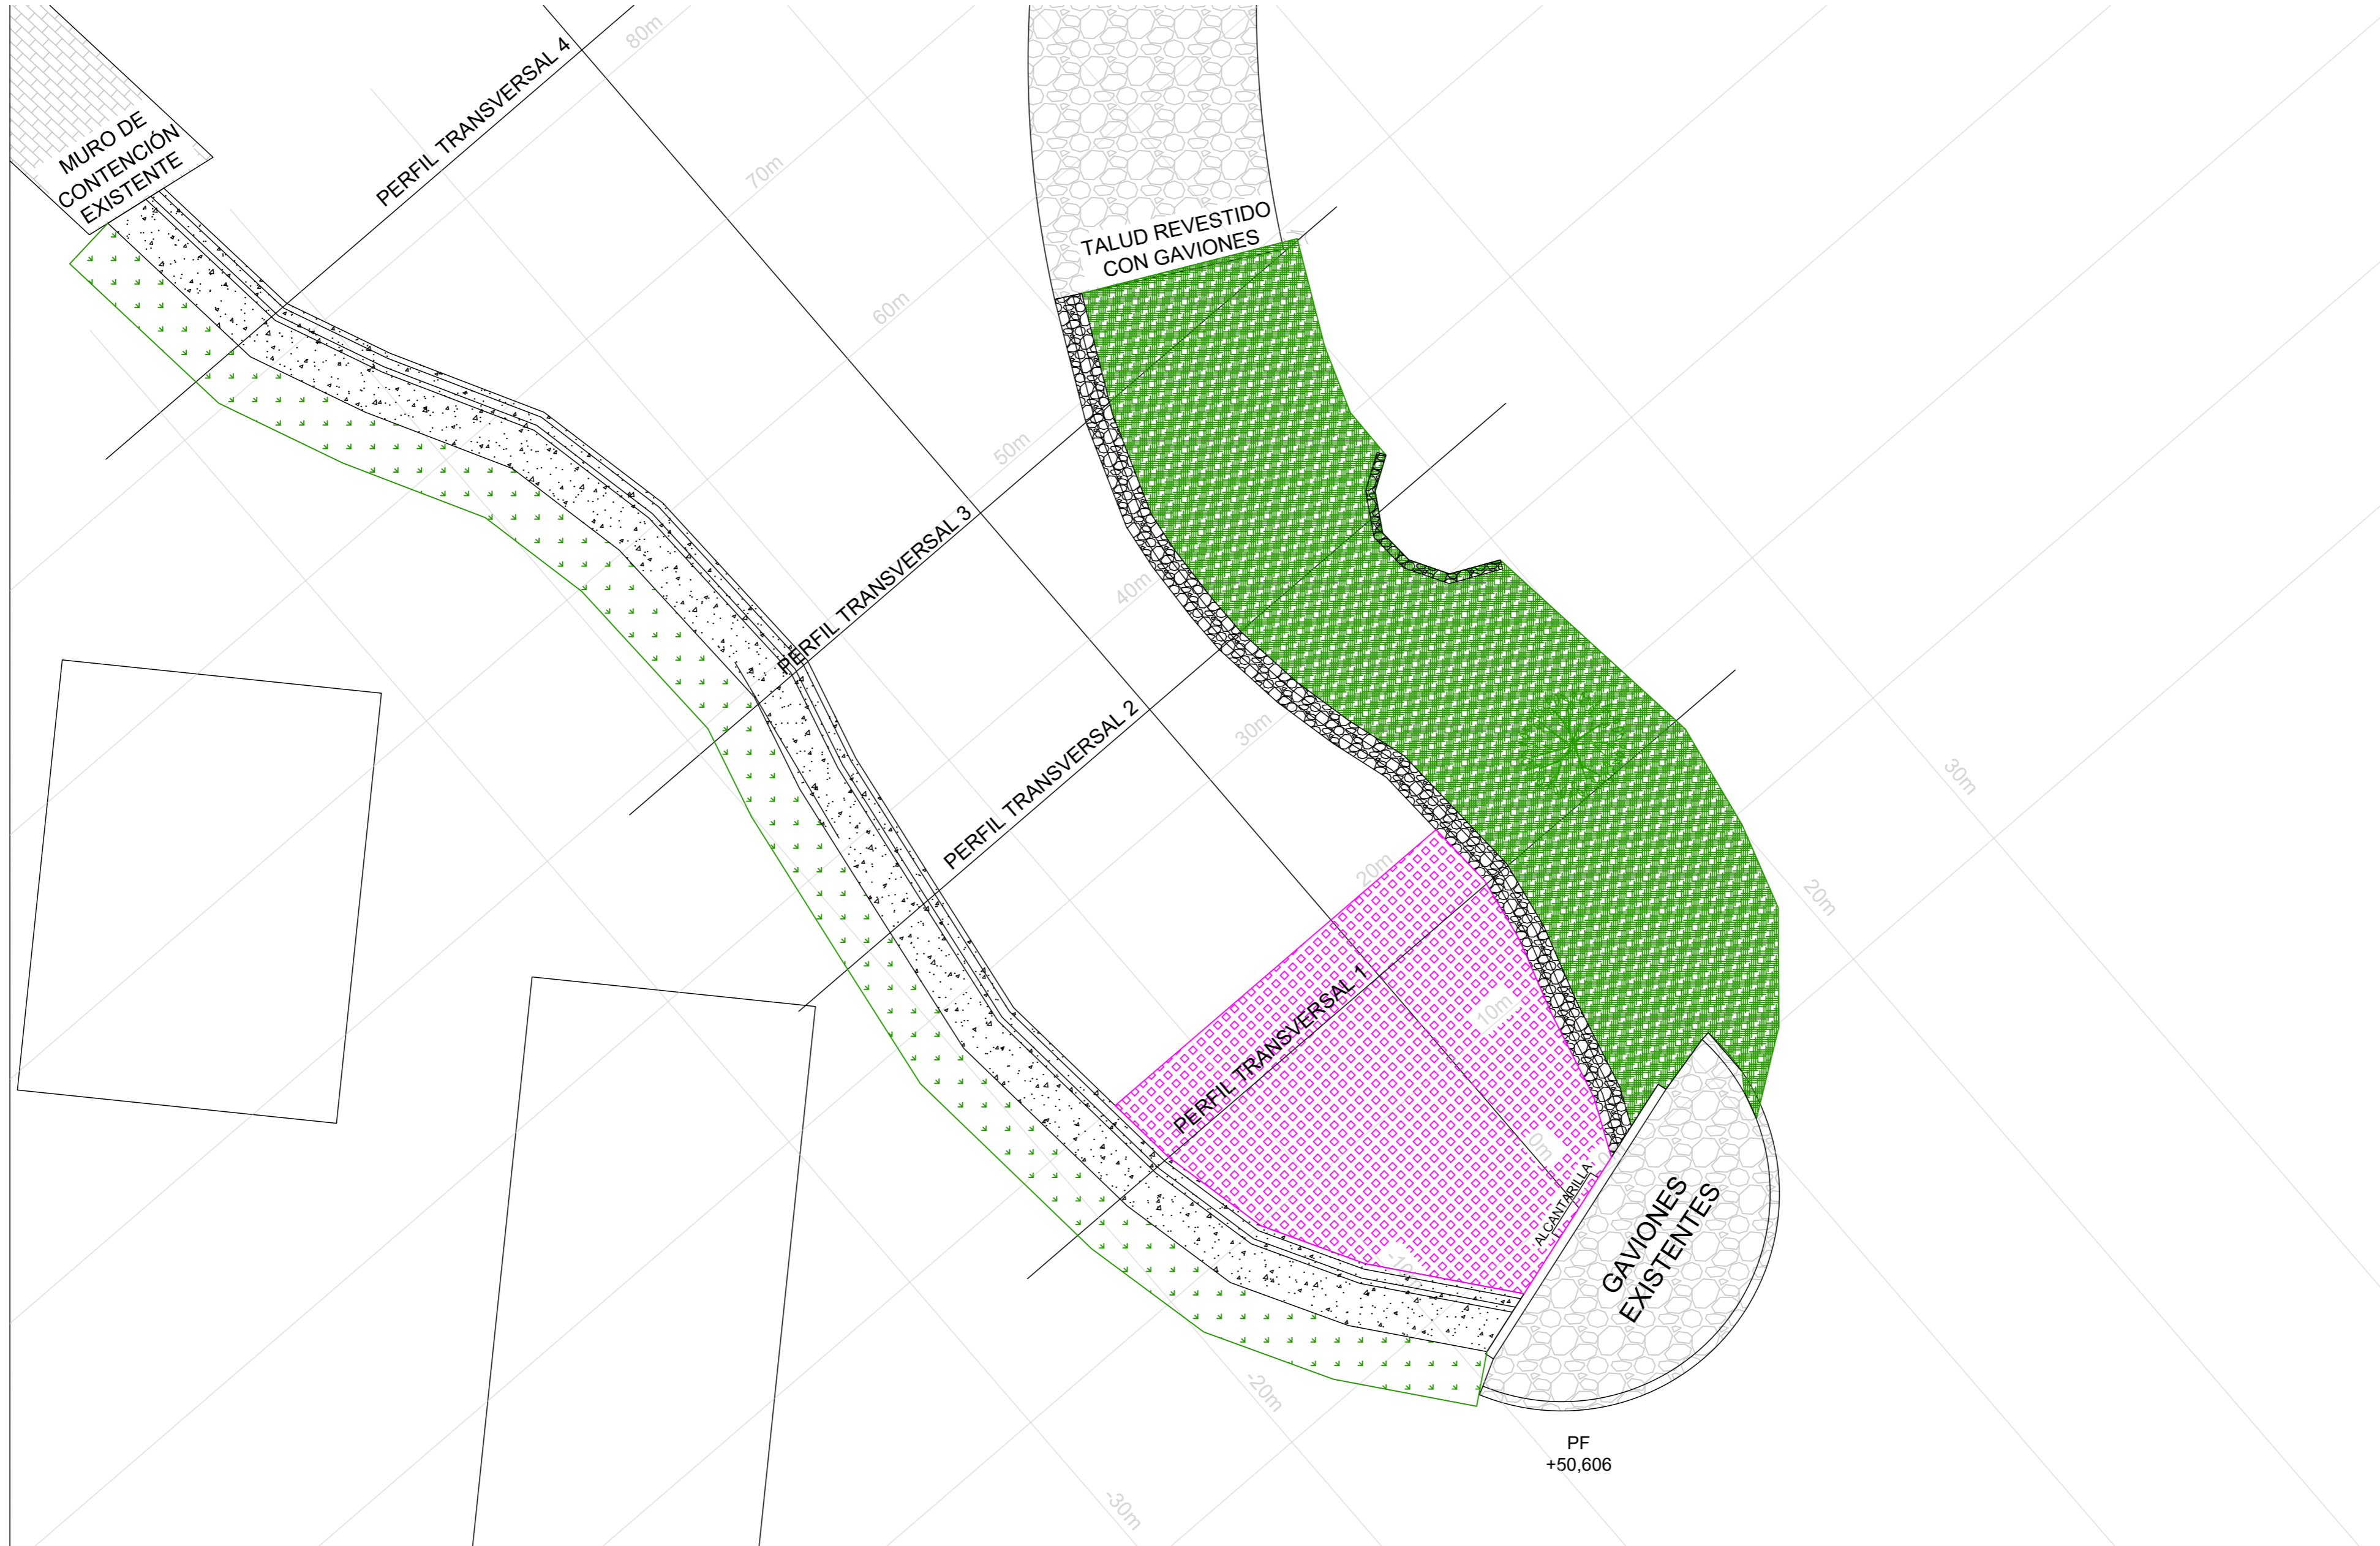 80m
PERFIL TRANSVERSAL 4
MURO DE
CONTENCIÓN
EXISTENTE
70m
TALUD REVESTIDO
CON GAVIONES
60m
50m
PERFIL TRANSVERSAL 3
40m
PERFIL TRANSVERSAL 2
30m
30m
20m
20m
PERFIL TRANSVERSAL 1
10m
0m
ALCANTARILLA
GAVIONES
EXISTENTES
-20m
PF
+50,606
-30m